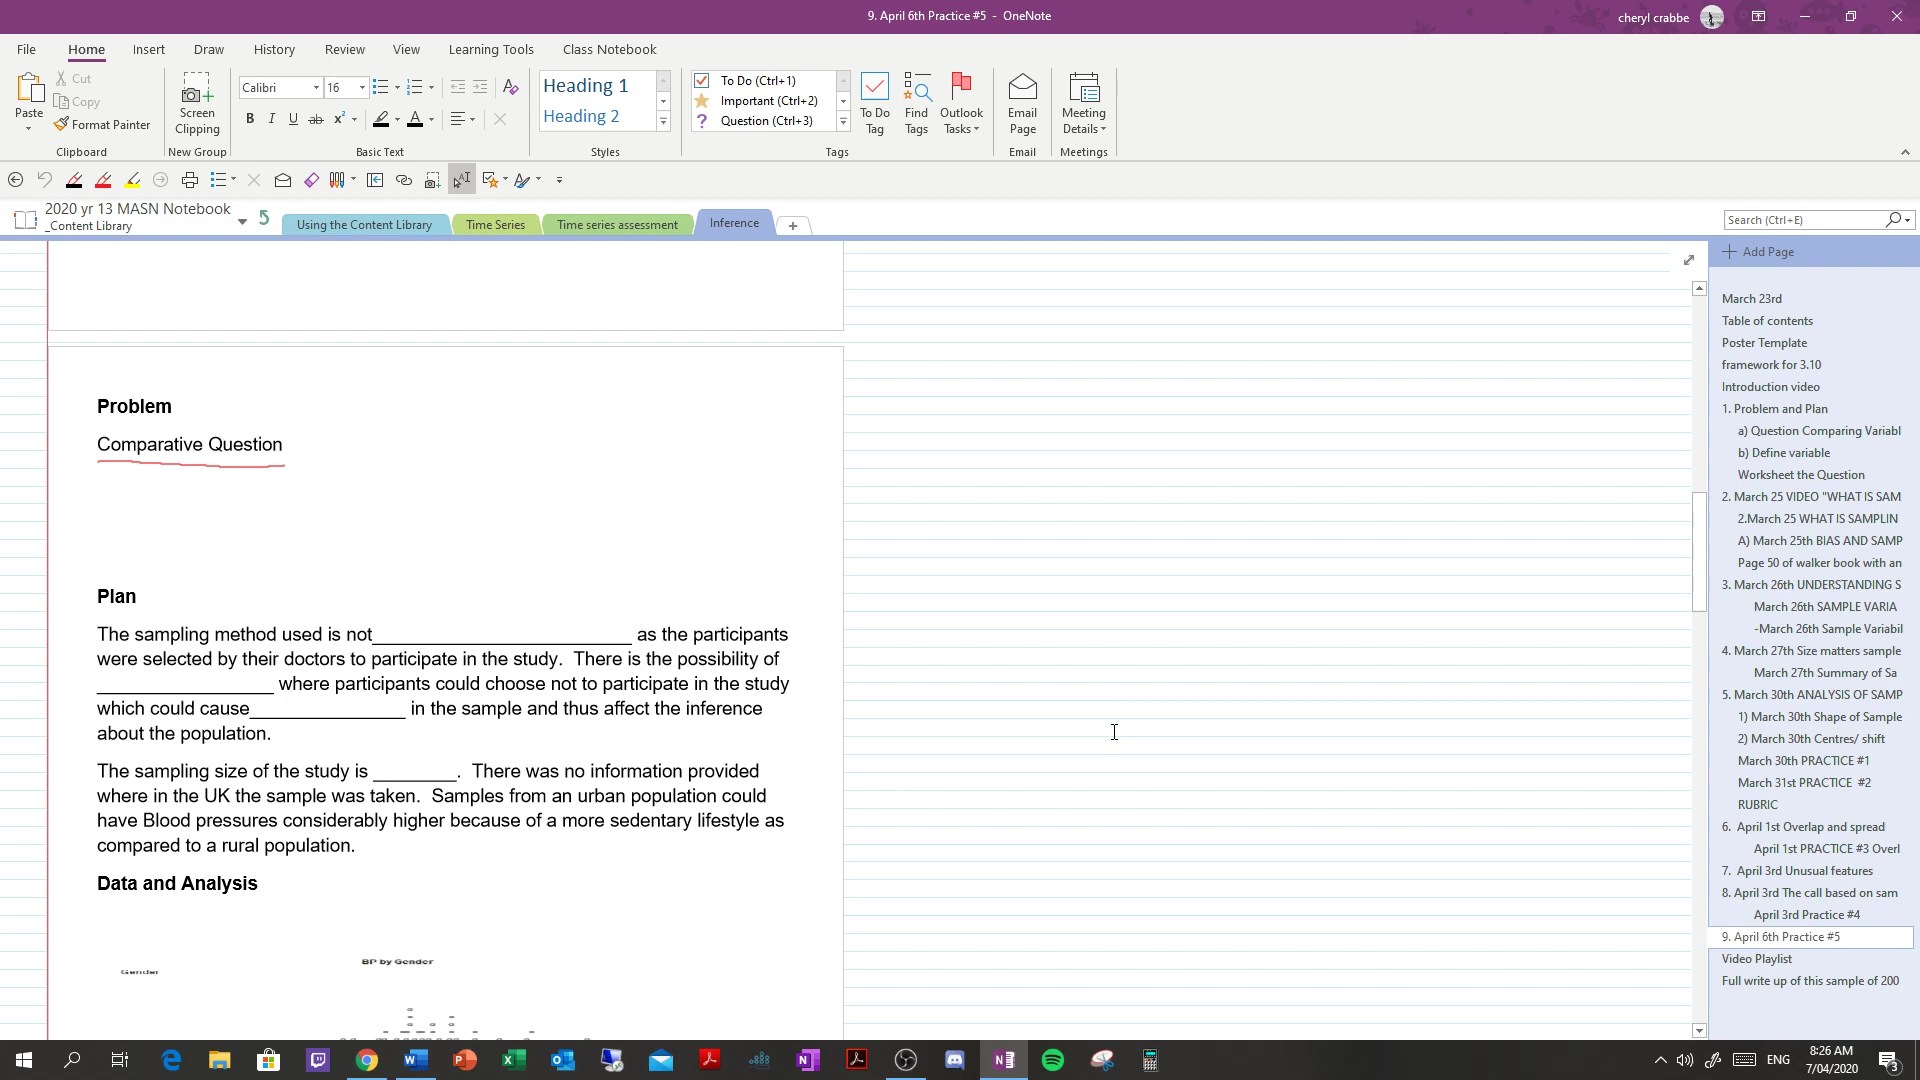 9. April 6th Practice #5 - OneNote
cheryl crabbe
File Home Insert Draw History Review View Learning Tools Class Notebook
Paste
Cut
Copy
Format Painter
Clipboard
Screen Clipping
New Group
Calibri 16
B I U ab x²
Basic Text
Heading 1
Heading 2
Styles
To Do (Ctrl+1)
Important (Ctrl+2)
Question (Ctrl+3)
Tags
To Do Tag
Find Tags
Outlook Tasks
Email Page
Email
Meeting Details
Meetings
2020 yr 13 MASN Notebook
_Content Library
Using the Content Library
Time Series
Time series assessment
Inference
Search (Ctrl+E)
Problem
Comparative Question
Plan
The sampling method used is not_________________________ as the participants
were selected by their doctors to participate in the study. There is the possibility of
_________________ where participants could choose not to participate in the study
which could cause_______________ in the sample and thus affect the inference
about the population.
The sampling size of the study is ________. There was no information provided
where in the UK the sample was taken. Samples from an urban population could
have Blood pressures considerably higher because of a more sedentary lifestyle as
compared to a rural population.
Data and Analysis
BP by Gender
Gender
Add Page
March 23rd
Table of contents
Poster Template
framework for 3.10
Introduction video
1. Problem and Plan
a) Question Comparing Variabl
b) Define variable
Worksheet the Question
2. March 25 VIDEO "WHAT IS SAM
2.March 25 WHAT IS SAMPLIN
A) March 25th BIAS AND SAMP
Page 50 of walker book with an
3. March 26th UNDERSTANDING S
March 26th SAMPLE VARIA
-March 26th Sample Variabil
4. March 27th Size matters sample
March 27th Summary of Sa
5. March 30th ANALYSIS OF SAMP
1) March 30th Shape of Sample
2) March 30th Centres/ shift
March 30th PRACTICE #1
March 31st PRACTICE #2
RUBRIC
6. April 1st Overlap and spread
April 1st PRACTICE #3 Overl
7. April 3rd Unusual features
8. April 3rd The call based on sam
April 3rd Practice #4
9. April 6th Practice #5
Video Playlist
Full write up of this sample of 200
ENG
8:26 AM
7/04/2020
3